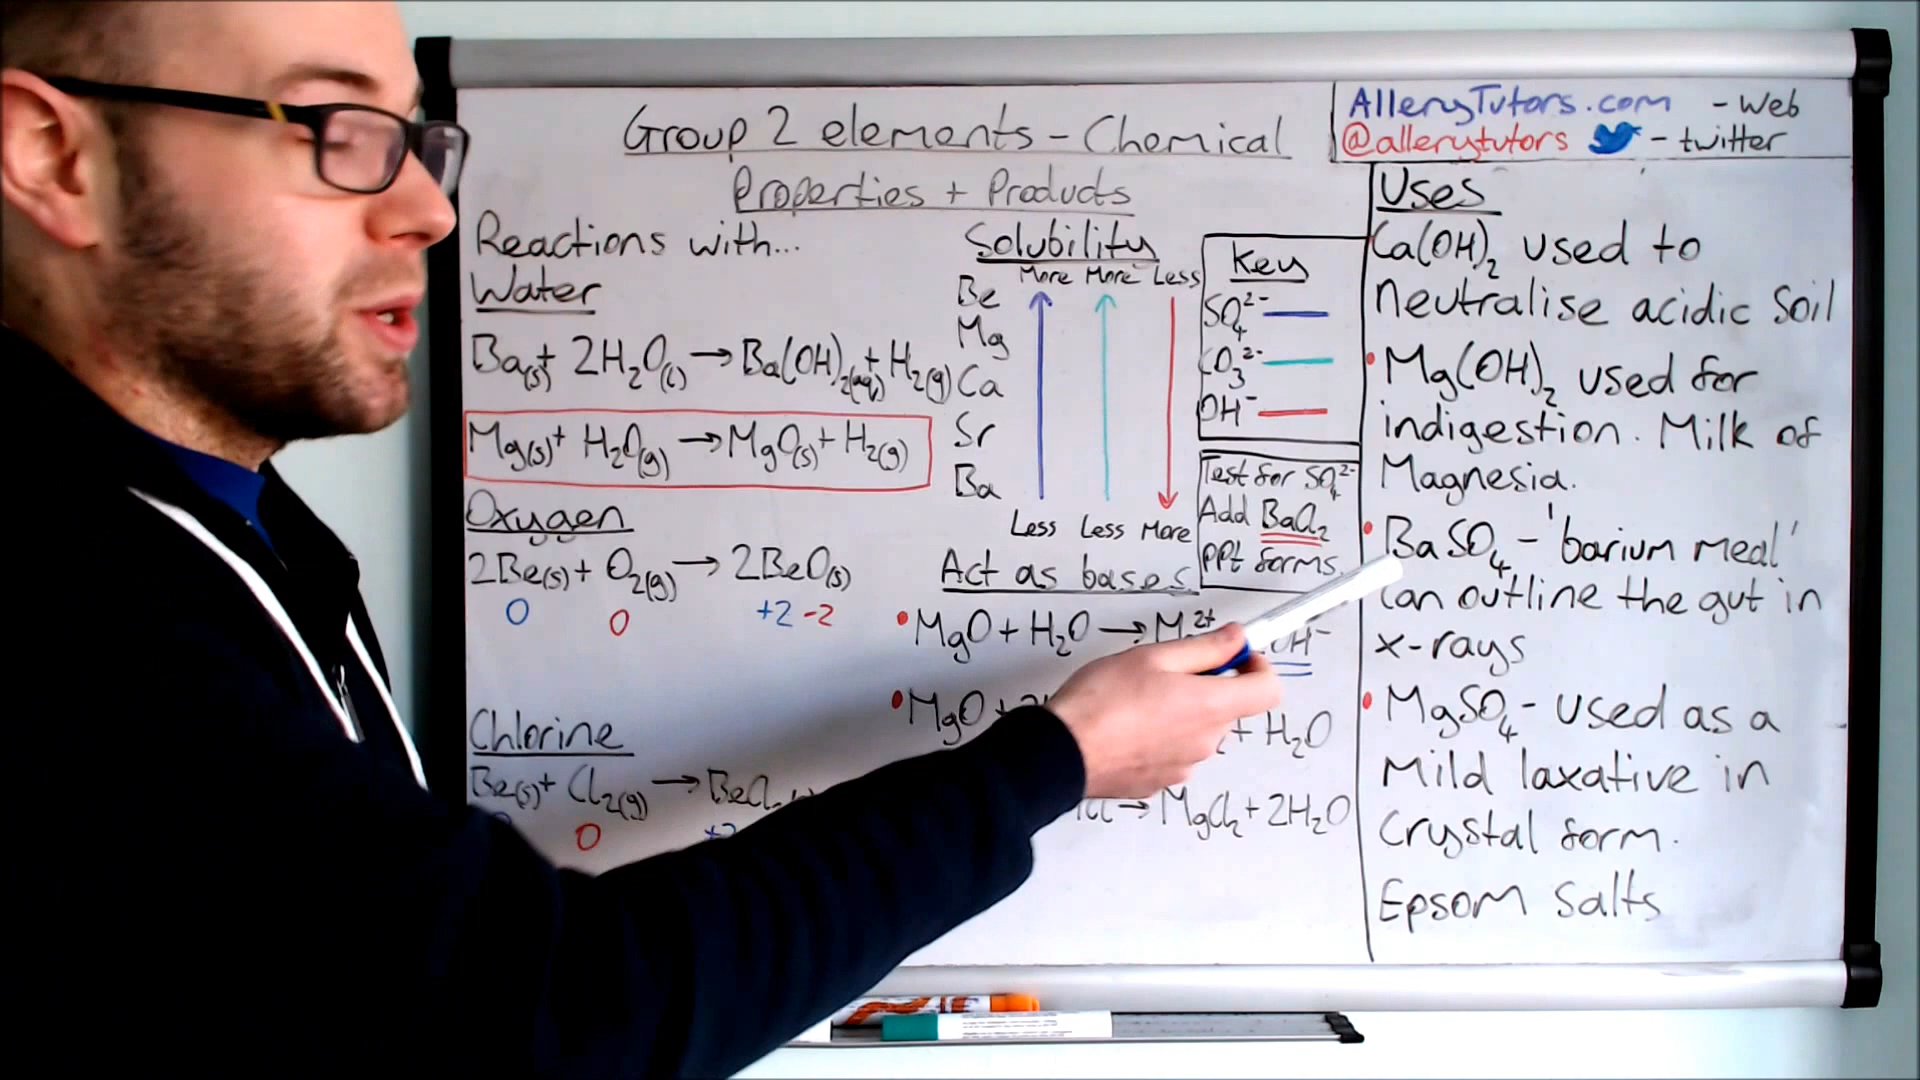 Group 2 elements - Chemical
Properties + Products
AlleryTutors.com - Web
@allerytutors - twitter
Reactions with...
Water
Ba(s) + 2H₂O(l) → Ba(OH)₂(aq) + H₂(g)
Mg(s) + H₂O(g) → MgO(s) + H₂(g)
Oxygen
2Be(s) + O₂(g) → 2BeO(s)
0 0 +2 -2
Chlorine
Be(s) + Cl₂(g) → BeCl₂
0 +2
Solubility
More More Less
Be
Mg
Ca
Sr
Ba
Less Less More
Key
SO₄²⁻
CO₃²⁻
OH⁻
Test for SO₄²⁻
Add BaCl₂
PPt forms.
Act as bases
MgO + H₂O → M ²⁺ OH⁻
MgO + + H₂O
→ MgCl₂ + 2H₂O
Uses
Ca(OH)₂ used to
neutralise acidic soil
Mg(OH)₂ used for
indigestion. Milk of
Magnesia.
BaSO₄ - 'barium meal'
can outline the gut in
x-rays
MgSO₄ - used as a
Mild laxative in
Crystal form.
Epsom Salts